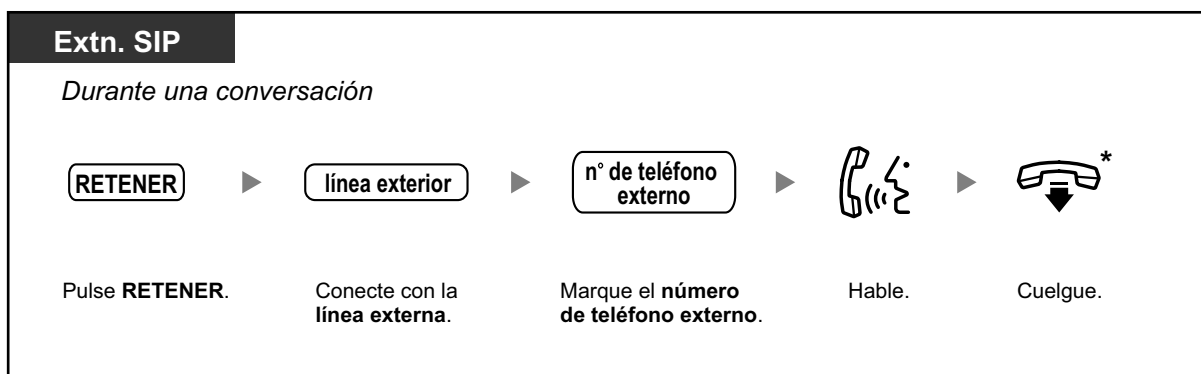 Extn. SIP
Durante una conversación
RETENER
línea exterior
n° de teléfono
externo
*
Pulse RETENER.
Conecte con la
línea externa.
Marque el número
de teléfono externo.
Hable.
Cuelgue.